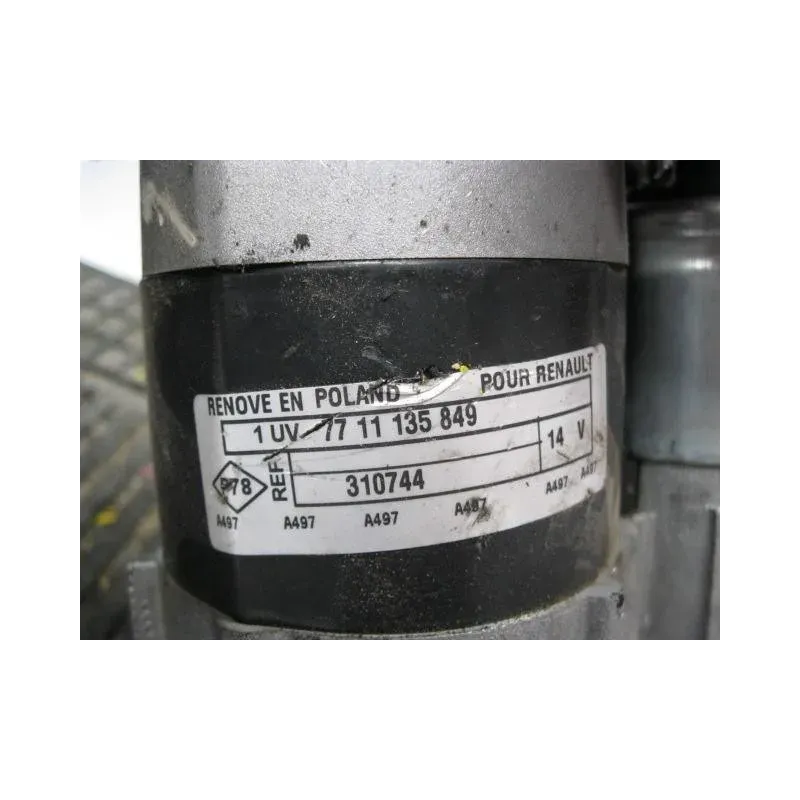 RENOVE EN POLAND POUR RENAULT
1 UV 77 11 135 849
REF 310744 14 V
A497 A497 A497 A497 A497 A497